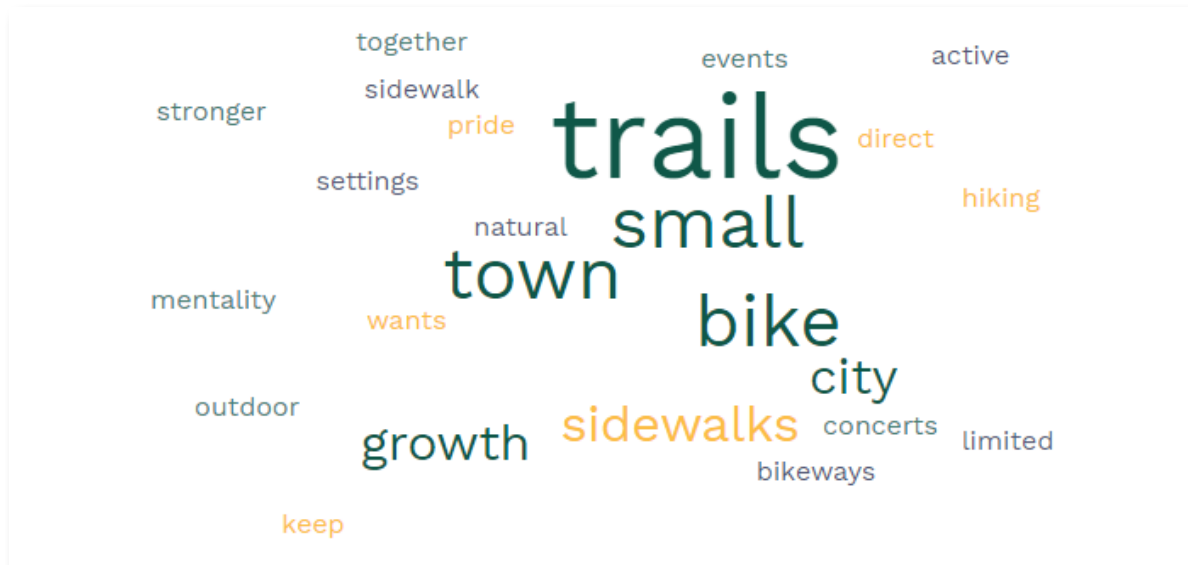 together
events
active
sidewalk
stronger
pride
trails
direct
settings
hiking
natural
small
town
mentality
wants
bike
city
outdoor
sidewalks
concerts
growth
limited
bikeways
keep